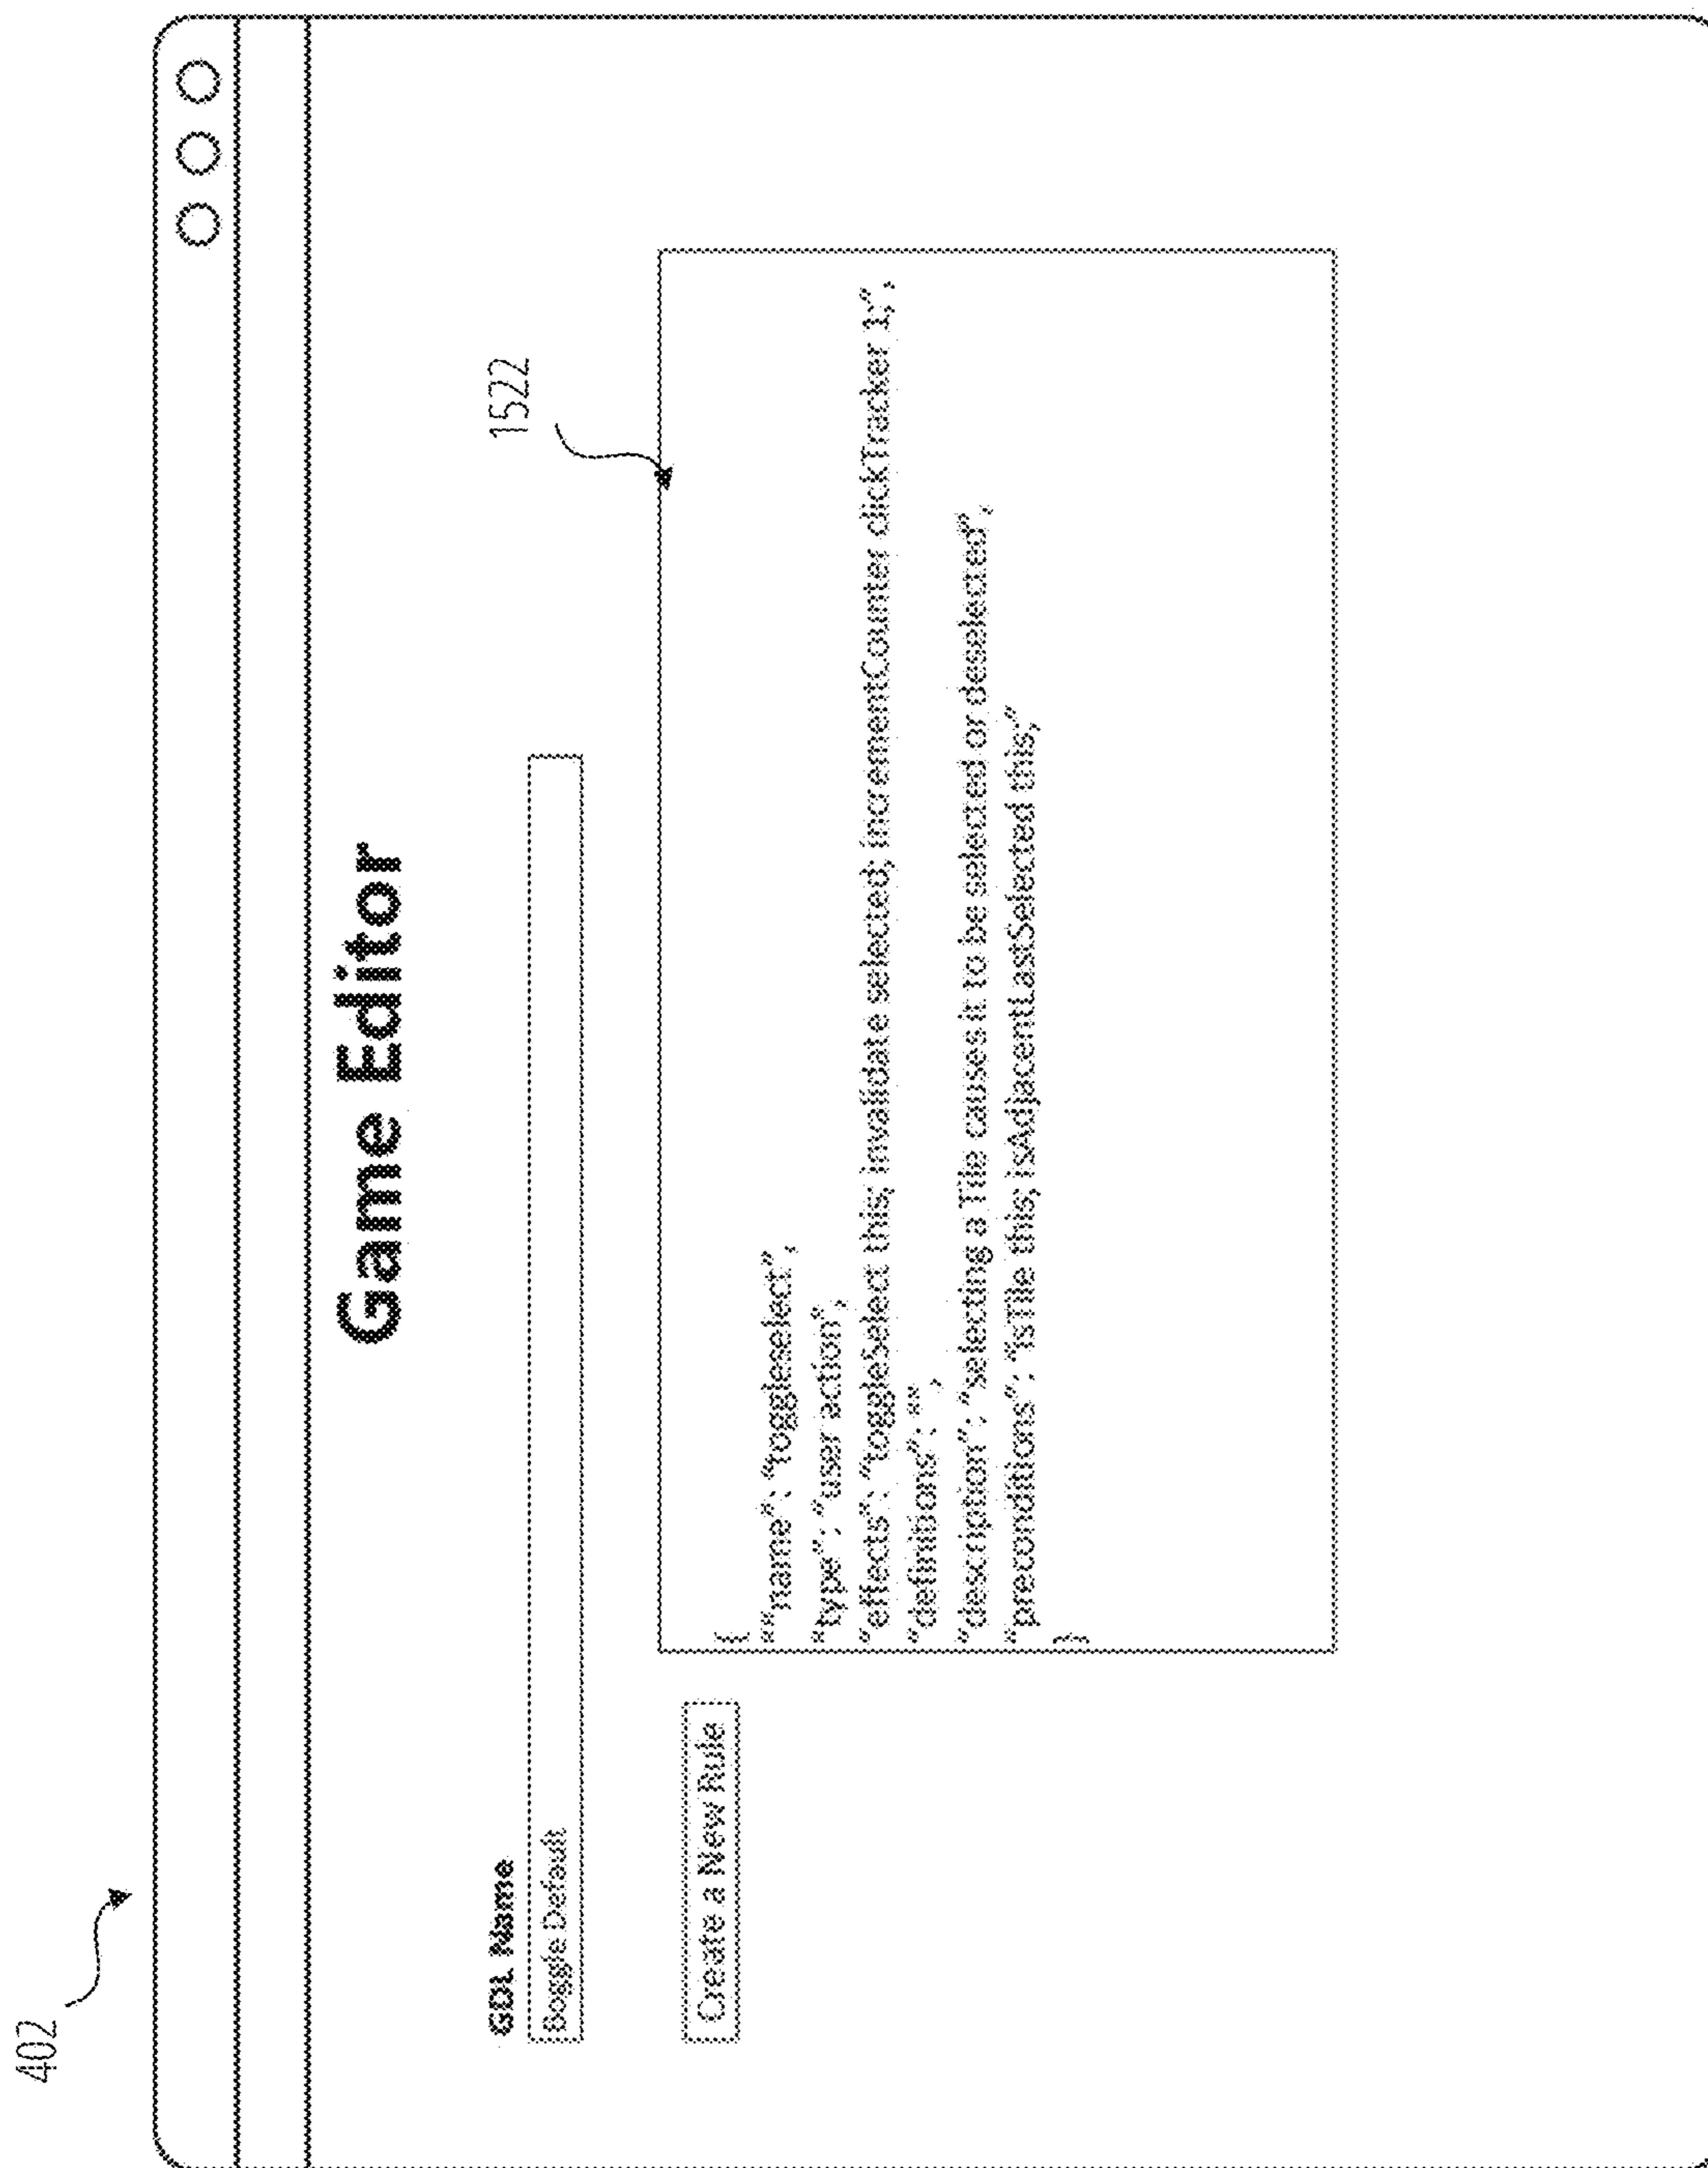 402
Game Editor
GDL Name
Boggle Default
1522
Create a New Rule
{
""name": "toggleselect",
"type": "user action",
"effects": "toggleSelect this; invalidate selected; incrementCounter clickTracker 1;",
"definitions": "",
"description": "selecting a Tile causes it to be selected or deselected",
"preconditions": "isTile this; isAdjacentLastSelected this;"
}